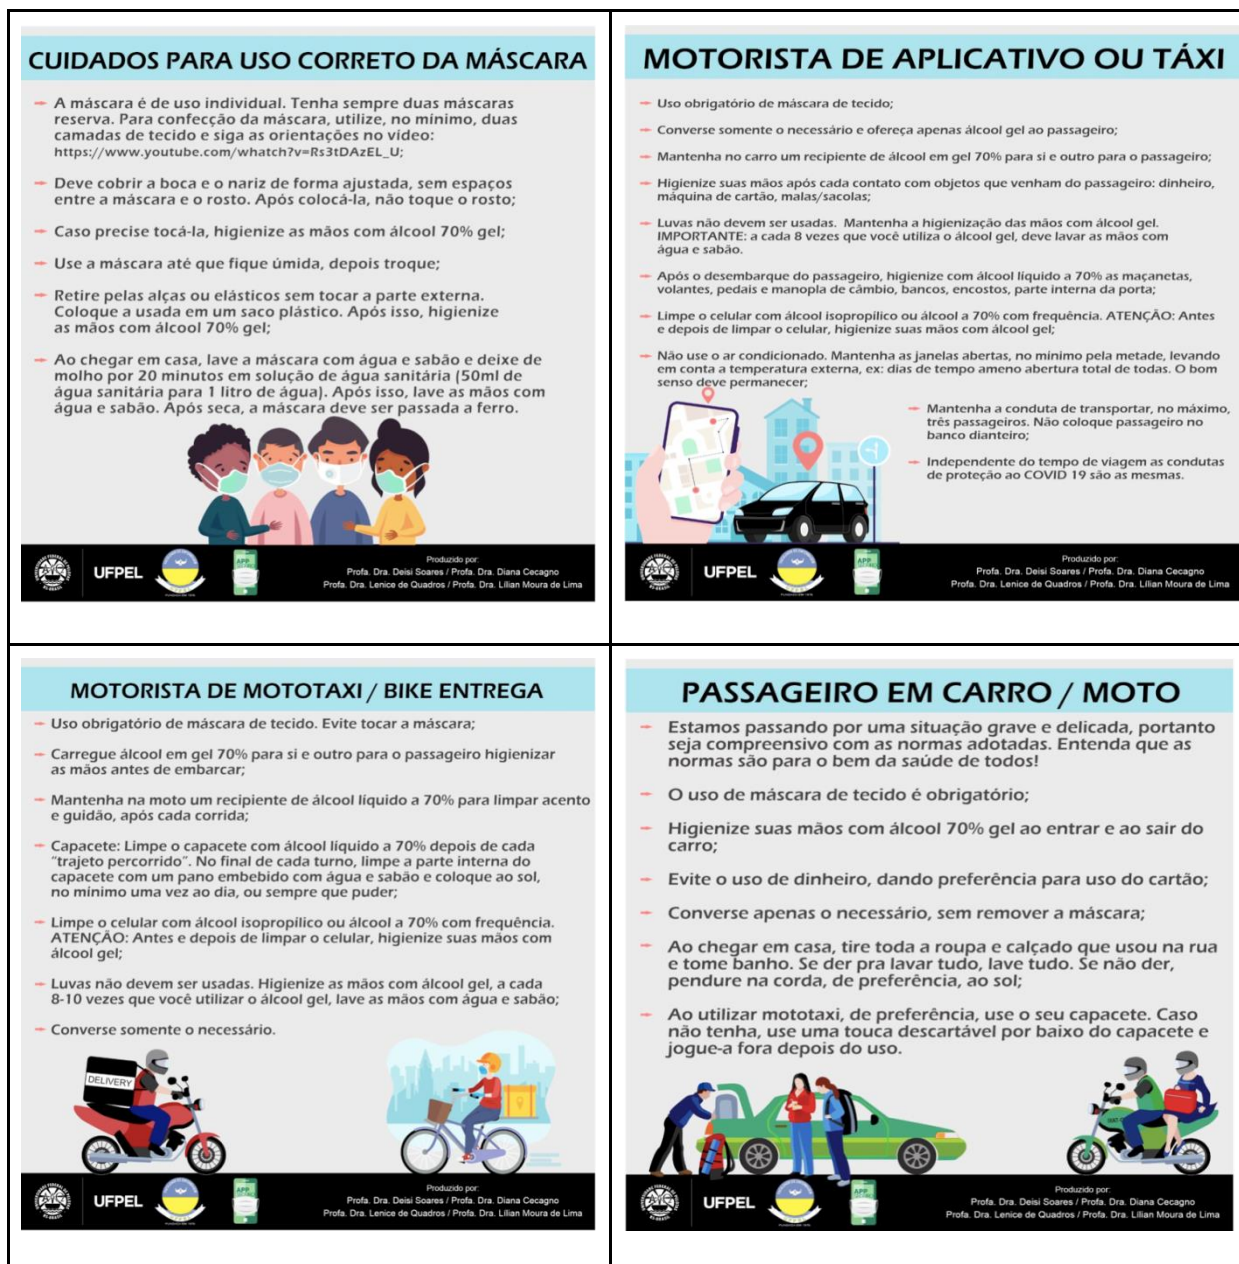 CUIDADOS PARA USO CORRETO DA MÁSCARA
A máscara é de uso individual. Tenha sempre duas máscaras
reserva. Para confecção da máscara, utilize, no mínimo, duas
camadas de tecido e siga as orientações no vídeo:
https://www.youtube.com/whatch?v=Rs3tDAzEL_U;
Deve cobrir a boca e o nariz de forma ajustada, sem espaços
entre a máscara e o rosto. Após colocá-la, não toque o rosto;
Caso precise tocá-la, higienize as mãos com álcool 70% gel;
Use a máscara até que fique úmida, depois troque;
Retire pelas alças ou elásticos sem tocar a parte externa.
Coloque a usada em um saco plástico. Após isso, higienize
as mãos com álcool 70% gel;
Ao chegar em casa, lave a máscara com água e sabão e deixe de
molho por 20 minutos em solução de água sanitária (50ml de
água sanitária para 1 litro de água). Após isso, lave as mãos com
água e sabão. Após seca, a máscara deve ser passada a ferro.
UFPEL
APP
Produzido por:
Profa. Dra. Deisi Soares / Profa. Dra. Diana Cecagno
Profa. Dra. Lenice de Quadros / Profa. Dra. Lílian Moura de Lima
MOTORISTA DE APLICATIVO OU TÁXI
Uso obrigatório de máscara de tecido;
Converse somente o necessário e ofereça apenas álcool gel ao passageiro;
Mantenha no carro um recipiente de álcool em gel 70% para si e outro para o passageiro;
Higienize suas mãos após cada contato com objetos que venham do passageiro: dinheiro,
máquina de cartão, malas/sacolas;
Luvas não devem ser usadas. Mantenha a higienização das mãos com álcool gel.
IMPORTANTE: a cada 8 vezes que você utiliza o álcool gel, deve lavar as mãos com
água e sabão.
Após o desembarque do passageiro, higienize com álcool líquido a 70% as maçanetas,
volantes, pedais e manopla de câmbio, bancos, encostos, parte interna da porta;
Limpe o celular com álcool isopropílico ou álcool a 70% com frequência. ATENÇÃO: Antes
e depois de limpar o celular, higienize suas mãos com álcool gel;
Não use o ar condicionado. Mantenha as janelas abertas, no mínimo pela metade, levando
em conta a temperatura externa, ex: dias de tempo ameno abertura total de todas. O bom
senso deve permanecer;
Mantenha a conduta de transportar, no máximo,
três passageiros. Não coloque passageiro no
banco dianteiro;
Independente do tempo de viagem as condutas
de proteção ao COVID 19 são as mesmas.
UFPEL
APP
Produzido por:
Profa. Dra. Deisi Soares / Profa. Dra. Diana Cecagno
Profa. Dra. Lenice de Quadros / Profa. Dra. Lílian Moura de Lima
MOTORISTA DE MOTOTAXI / BIKE ENTREGA
Uso obrigatório de máscara de tecido. Evite tocar a máscara;
Carregue álcool em gel 70% para si e outro para o passageiro higienizar
as mãos antes de embarcar;
Mantenha na moto um recipiente de álcool líquido a 70% para limpar acento
e guidão, após cada corrida;
Capacete: Limpe o capacete com álcool líquido a 70% depois de cada
“trajeto percorrido”. No final de cada turno, limpe a parte interna do
capacete com um pano embebido com água e sabão e coloque ao sol,
no mínimo uma vez ao dia, ou sempre que puder;
Limpe o celular com álcool isopropílico ou álcool a 70% com frequência.
ATENÇÃO: Antes e depois de limpar o celular, higienize suas mãos com
álcool gel;
Luvas não devem ser usadas. Higienize as mãos com álcool gel, a cada
8-10 vezes que você utilizar o álcool gel, lave as mãos com água e sabão;
Converse somente o necessário.
DELIVERY
UFPEL
APP
Produzido por:
Profa. Dra. Deisi Soares / Profa. Dra. Diana Cecagno
Profa. Dra. Lenice de Quadros / Profa. Dra. Lílian Moura de Lima
PASSAGEIRO EM CARRO / MOTO
Estamos passando por uma situação grave e delicada, portanto
seja compreensivo com as normas adotadas. Entenda que as
normas são para o bem da saúde de todos!
O uso de máscara de tecido é obrigatório;
Higienize suas mãos com álcool 70% gel ao entrar e ao sair do
carro;
Evite o uso de dinheiro, dando preferência para uso do cartão;
Converse apenas o necessário, sem remover a máscara;
Ao chegar em casa, tire toda a roupa e calçado que usou na rua
e tome banho. Se der pra lavar tudo, lave tudo. Se não der,
pendure na corda, de preferência, ao sol;
Ao utilizar mototaxi, de preferência, use o seu capacete. Caso
não tenha, use uma touca descartável por baixo do capacete e
jogue-a fora depois do uso.
UFPEL
APP
Produzido por:
Profa. Dra. Deisi Soares / Profa. Dra. Diana Cecagno
Profa. Dra. Lenice de Quadros / Profa. Dra. Lílian Moura de Lima